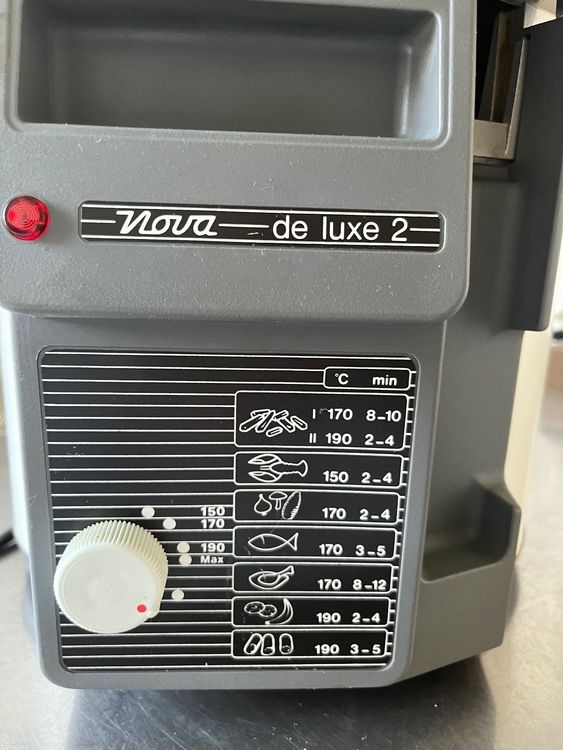 Nova de luxe 2
°C min
I 170 8-10
II 190 2-4
150 2-4
170 2-4
170 3-5
170 8-12
190 2-4
190 3-5
150
170
190
Max